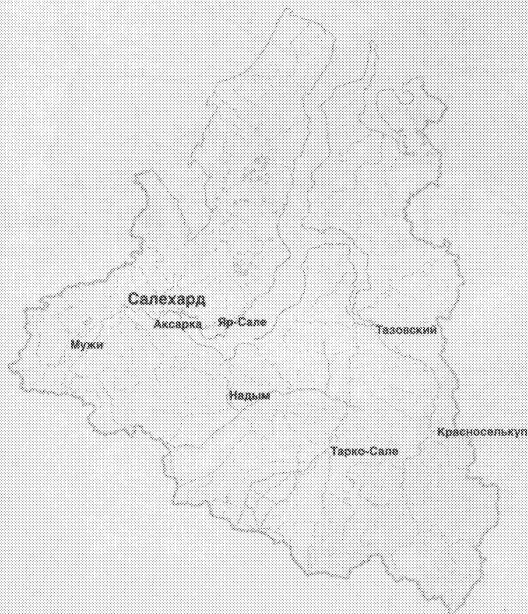 Салехард
Аксарка
Яр-Сале
Тазовский
Мужи
Надым
Красноселькуп
Тарко-Сале